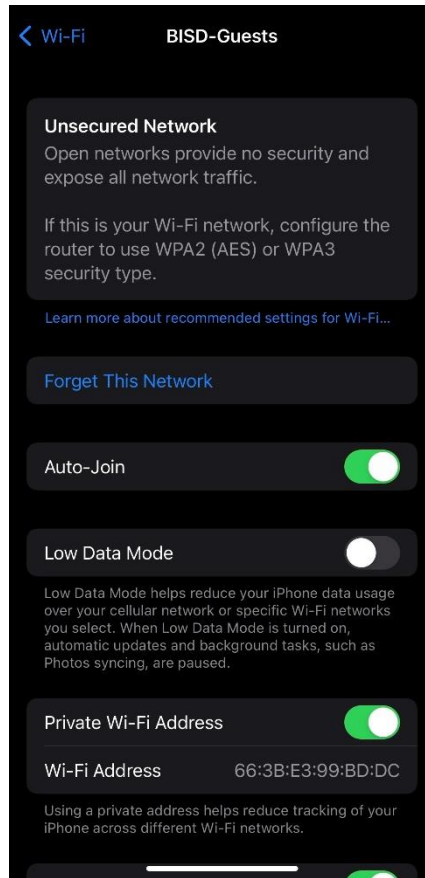 Wi-Fi
BISD-Guests
Unsecured Network
Open networks provide no security and
expose all network traffic.
If this is your Wi-Fi network, configure the
router to use WPA2 (AES) or WPA3
security type.
Learn more about recommended settings for Wi-Fi...
Forget This Network
Auto-Join
Low Data Mode
Low Data Mode helps reduce your iPhone data usage
over your cellular network or specific Wi-Fi networks
you select. When Low Data Mode is turned on,
automatic updates and background tasks, such as
Photos syncing, are paused.
Private Wi-Fi Address
Wi-Fi Address 66:3B:E3:99:BD:DC
Using a private address helps reduce tracking of your
iPhone across different Wi-Fi networks.